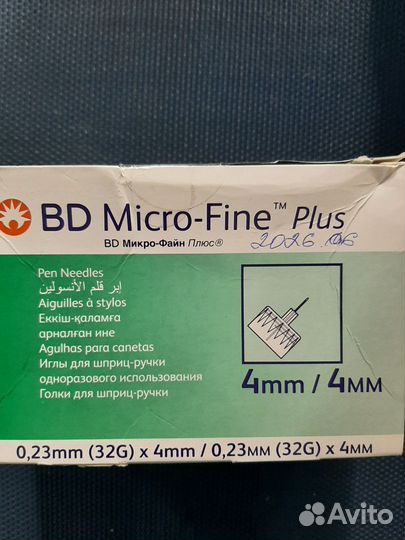 BD Micro-Fine™ Plus
BD Микро-Файн Плюс®
2026.06
Pen Needles
إبر قلم الأنسولين
Aiguilles à stylos
Еккіш-қаламға
арналған ине
Agulhas para canetas
Иглы для шприц-ручки
одноразового использования
Голки для шприц-ручки
4mm / 4мм
0,23mm (32G) x 4mm / 0,23мм (32G) x 4мм
Avito